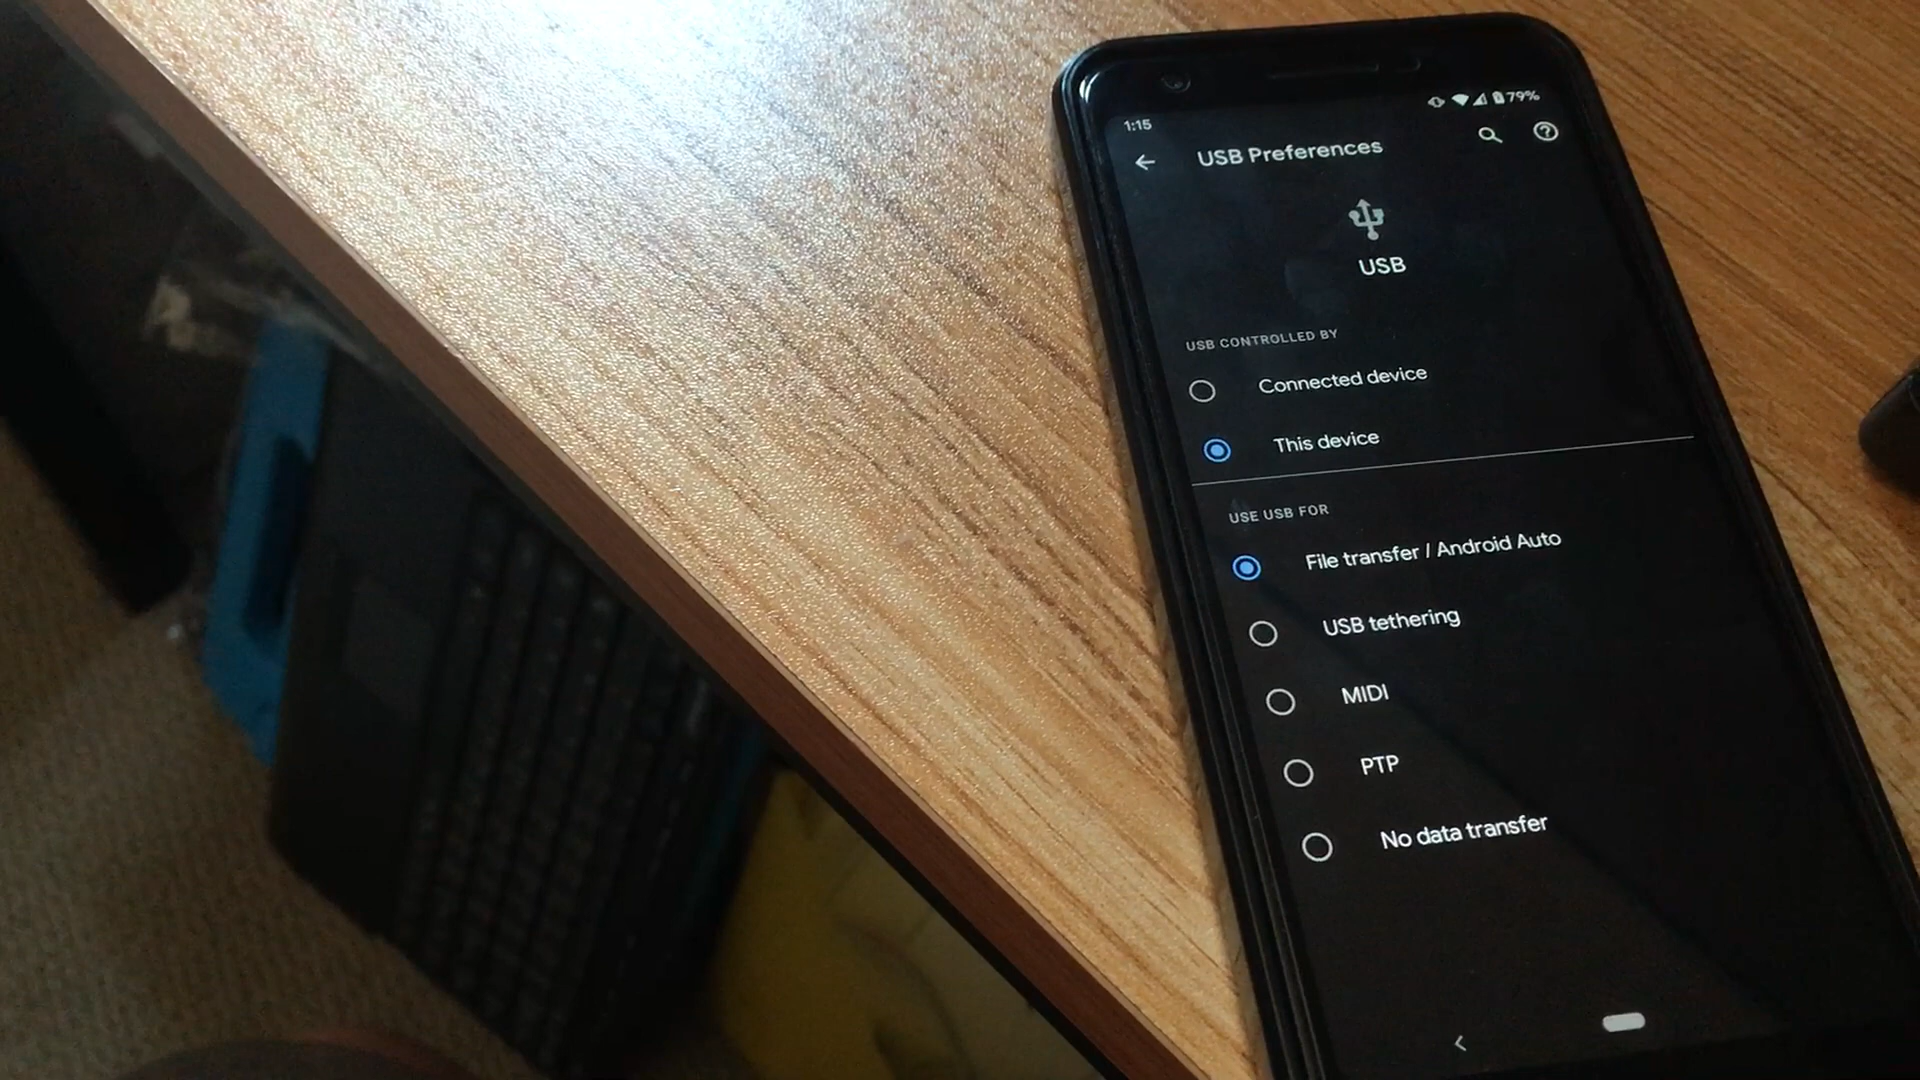 1:15
79%
USB Preferences
USB
USB CONTROLLED BY
Connected device
This device
USE USB FOR
File transfer / Android Auto
USB tethering
MIDI
PTP
No data transfer